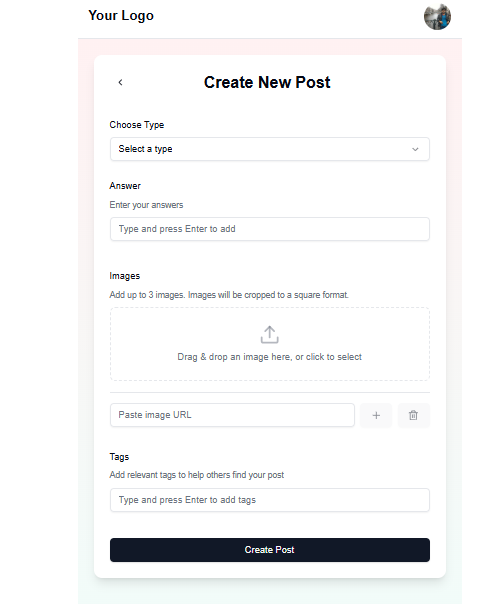 Your Logo
Create New Post
Choose Type
Select a type
Answer
Enter your answers
Type and press Enter to add
Images
Add up to 3 images. Images will be cropped to a square format.
Drag & drop an image here, or click to select
Paste image URL
Tags
Add relevant tags to help others find your post
Type and press Enter to add tags
Create Post